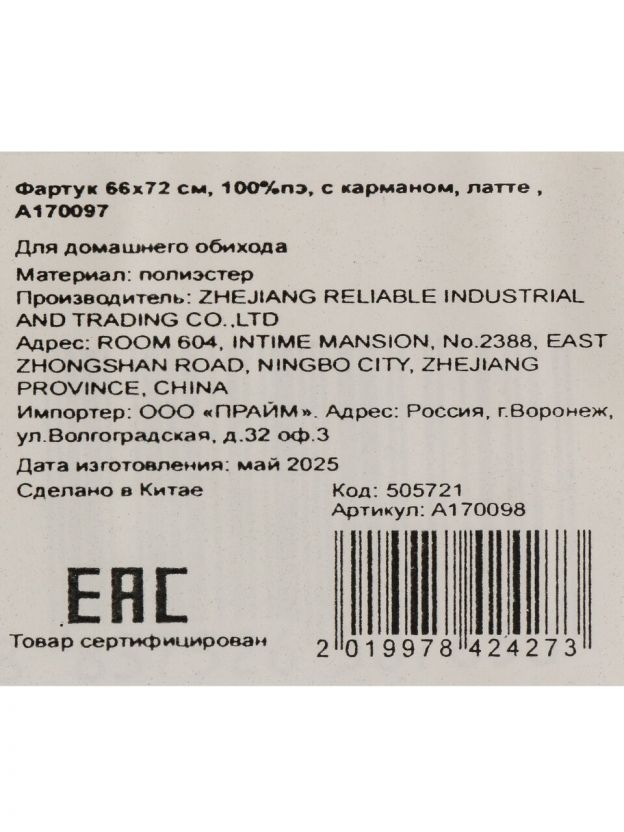 Фартук 66х72 см, 100%пэ, с карманом, латте ,
А170097
Для домашнего обихода
Материал: полиэстер
Производитель: ZHEJIANG RELIABLE INDUSTRIAL
AND TRADING CO.,LTD
Адрес: ROOM 604, INTIME MANSION, No.2388, EAST
ZHONGSHAN ROAD, NINGBO CITY, ZHEJIANG
PROVINCE, CHINA
Импортер: ООО «ПРАЙМ». Адрес: Россия, г.Воронеж,
ул.Волгоградская, д.32 оф.3
Дата изготовления: май 2025
Сделано в Китае
Код: 505721
Артикул: А170098
EAC
Товар сертифицирован
2 019978 424273